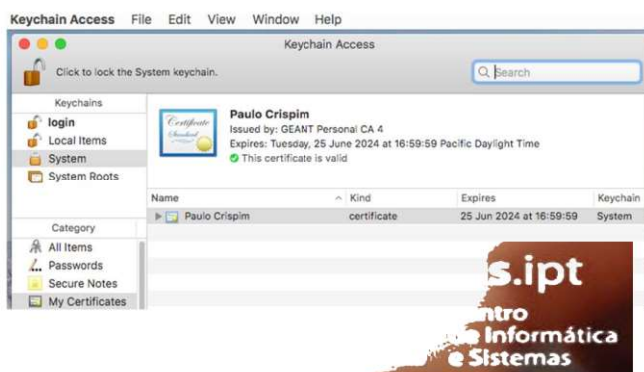 Keychain Access File Edit View Window Help
Keychain Access
Click to lock the System keychain.
Search
Keychains
login
Local Items
System
System Roots
Category
All Items
Passwords
Secure Notes
My Certificates
Certificate
Standard
Paulo Crispim
Issued by: GEANT Personal CA 4
Expires: Tuesday, 25 June 2024 at 16:59:59 Pacific Daylight Time
This certificate is valid
Name Kind Expires Keychain
Paulo Crispim certificate 25 Jun 2024 at 16:59:59 System
s.ipt
ntro
e Informática
e Sistemas